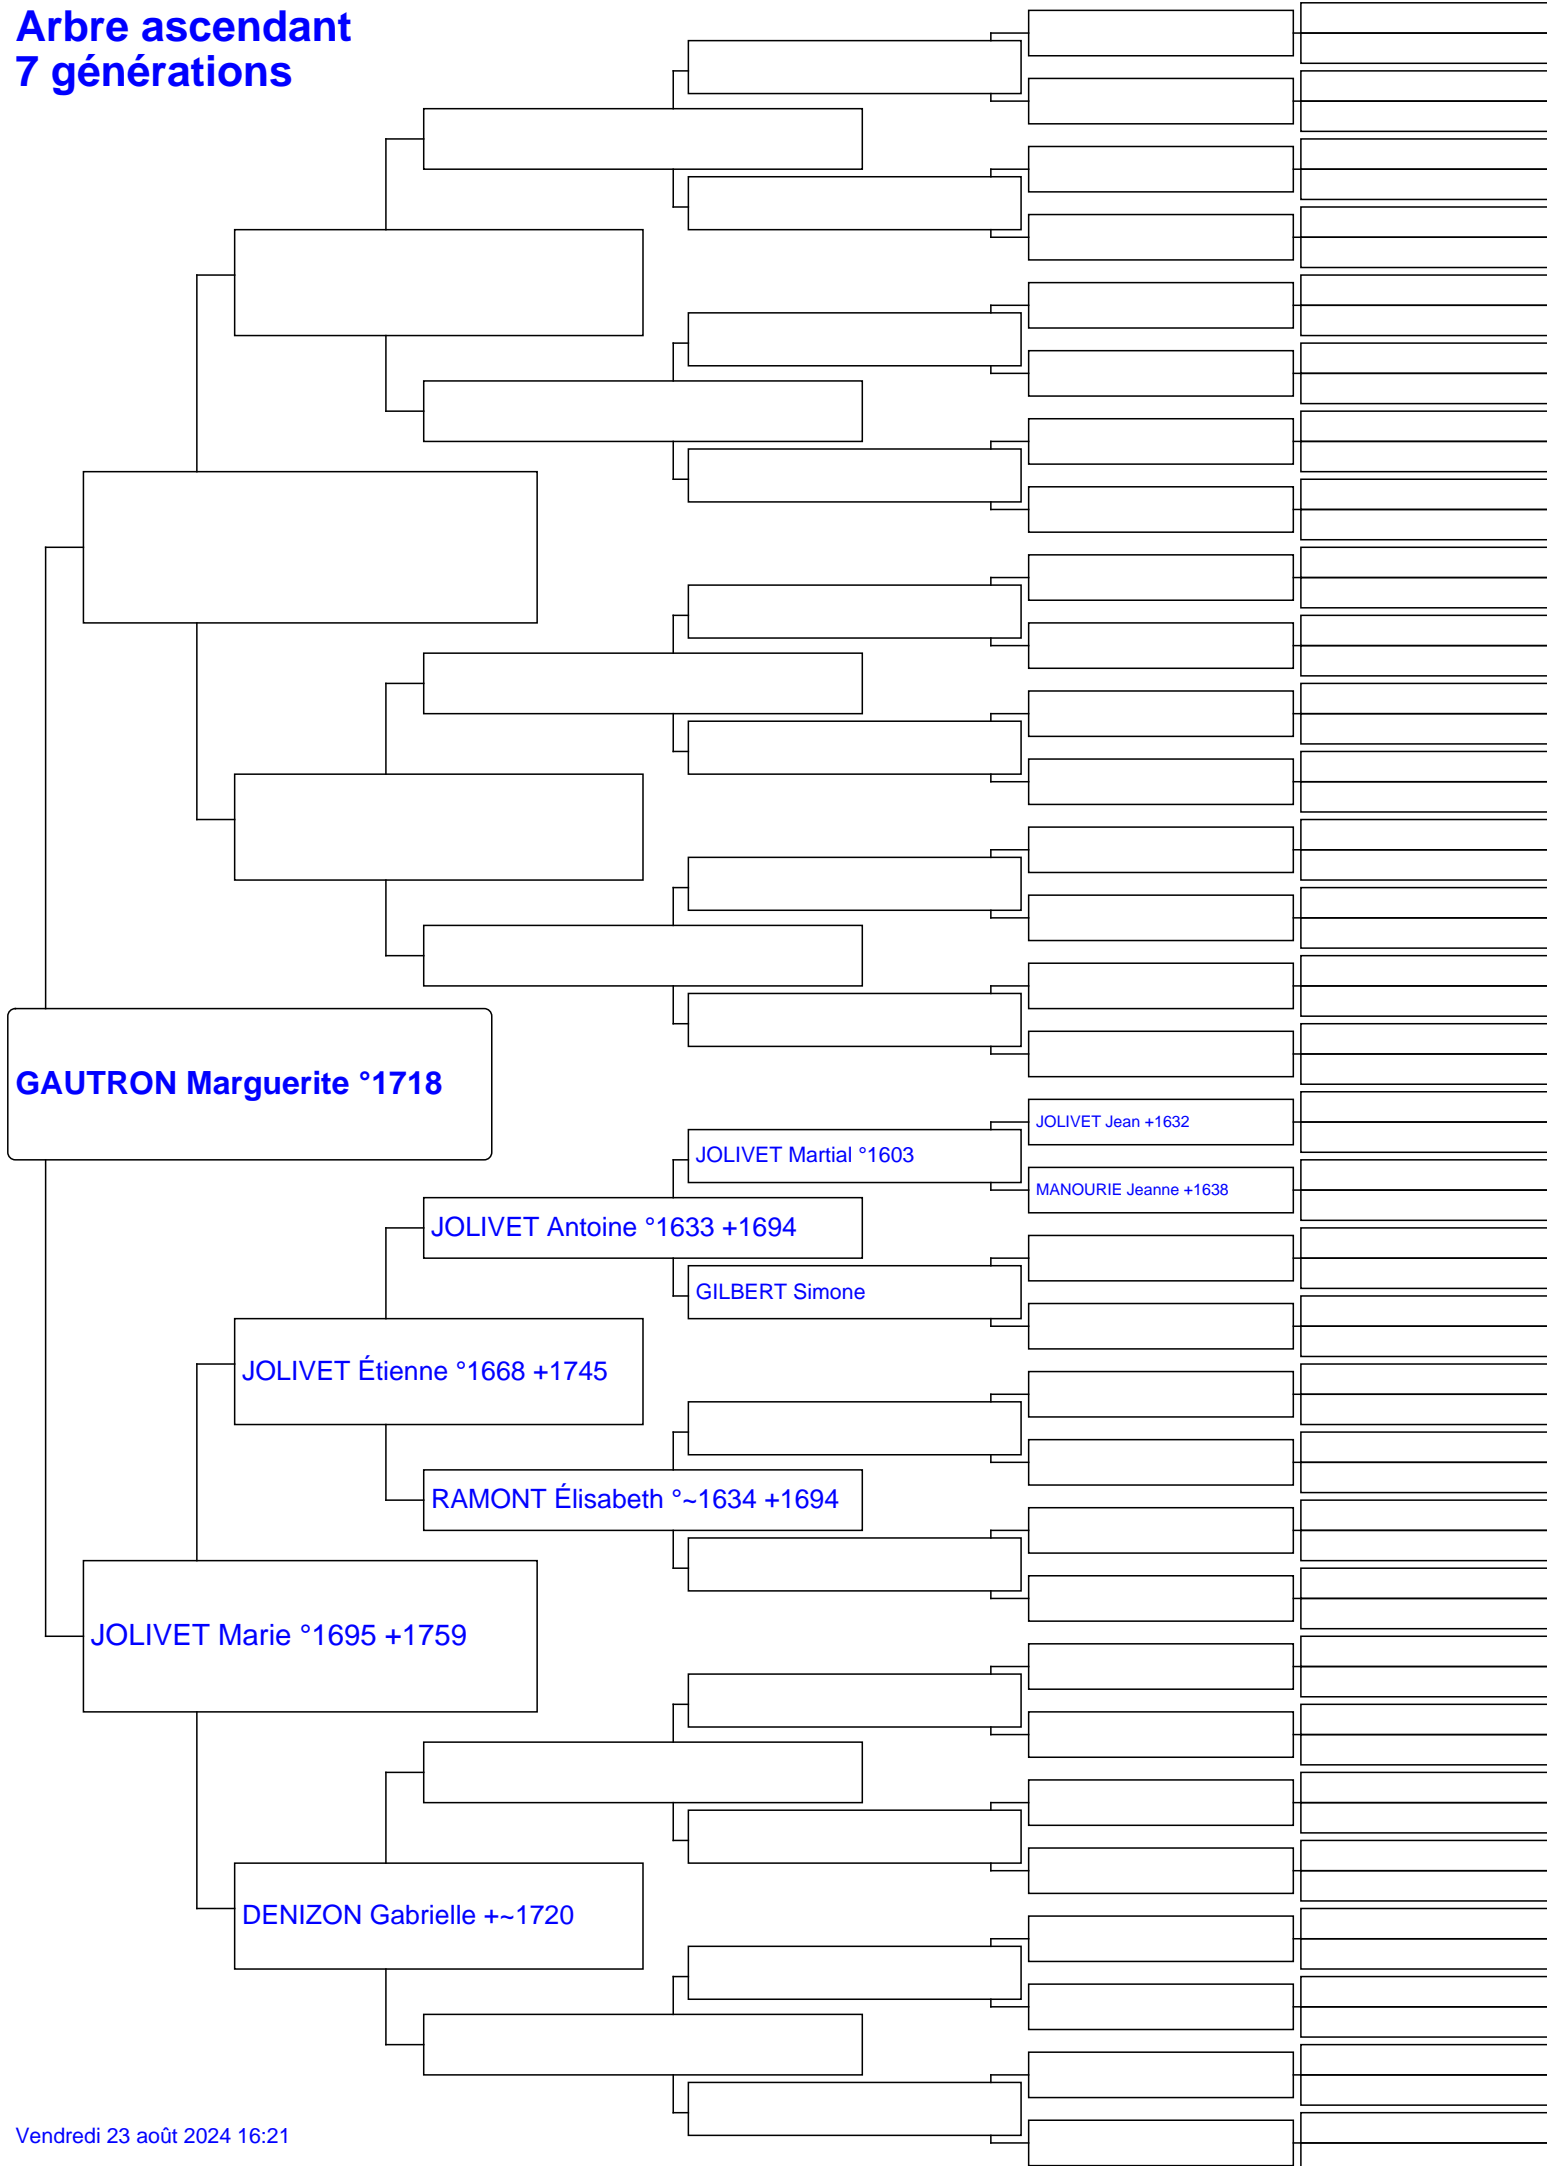 Arbre ascendant
7 générations
GAUTRON Marguerite °1718
JOLIVET Jean +1632
JOLIVET Martial °1603
MANOURIE Jeanne +1638
JOLIVET Antoine °1633 +1694
GILBERT Simone
JOLIVET Étienne °1668 +1745
RAMONT Élisabeth °~1634 +1694
JOLIVET Marie °1695 +1759
DENIZON Gabrielle +~1720
Vendredi 23 août 2024 16:21